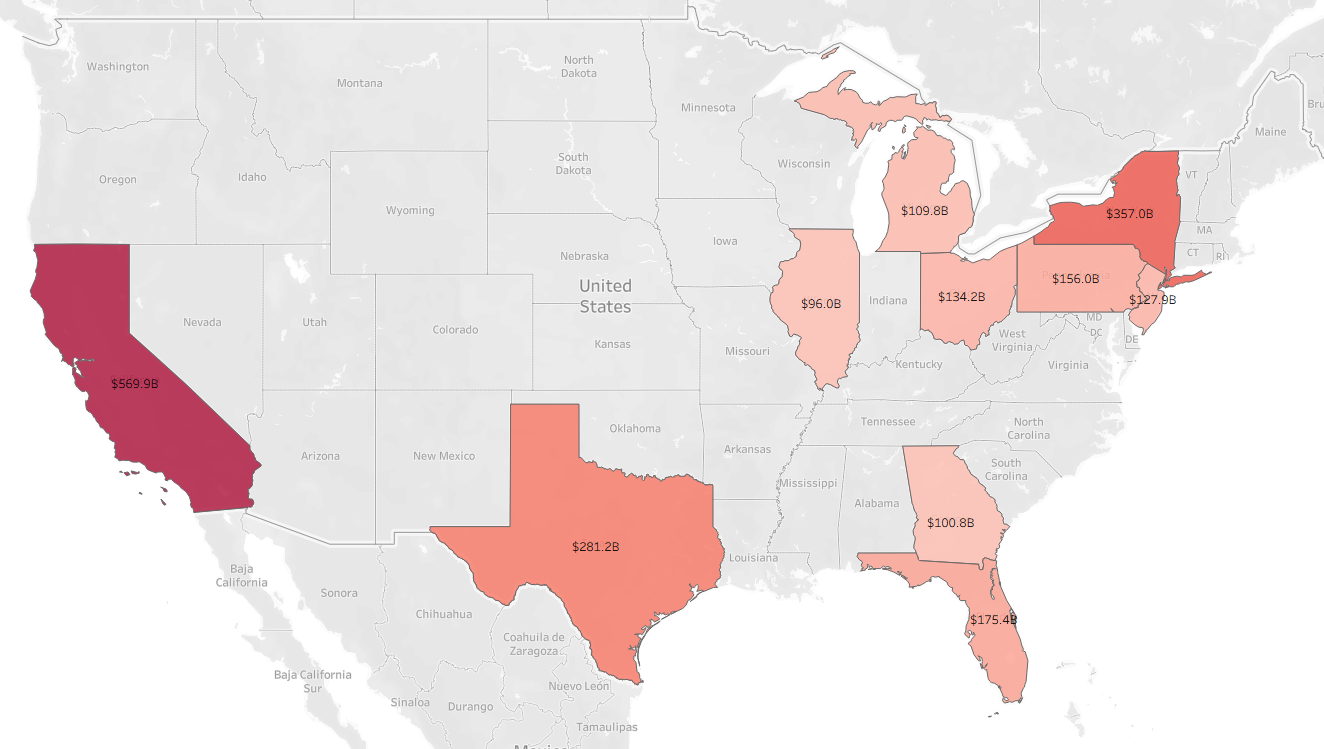 Washington
Montana
North
Dakota
Minnesota
Maine
Bru
Oregon
Idaho
South
Dakota
Wisconsin
VT
Wyoming
$109.8B
$357.0B
MA
Iowa
CT
RI
Nebraska
United
States
Nevada
Utah
Colorado
$96.0B
Indiana
$134.2B
$156.0B
$127.9B
MD
DC
DE
Kansas
Missouri
West
Virginia
Virginia
Kentucky
$569.9B
Oklahoma
Tennessee
North
Carolina
Arizona
New Mexico
Arkansas
South
Carolina
Mississippi
Alabama
$100.8B
$281.2B
Louisiana
Baja
California
Sonora
Chihuahua
$175.4B
Coahuila de
Zaragoza
Baja California
Sur
Nuevo León
Sinaloa
Durango
Tamaulipas